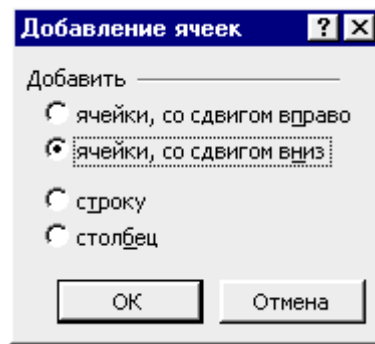 Добавление ячеек ? ×
Добавить
ячейки, со сдвигом вправо
ячейки, со сдвигом вниз
строку
столбец
ОК Отмена